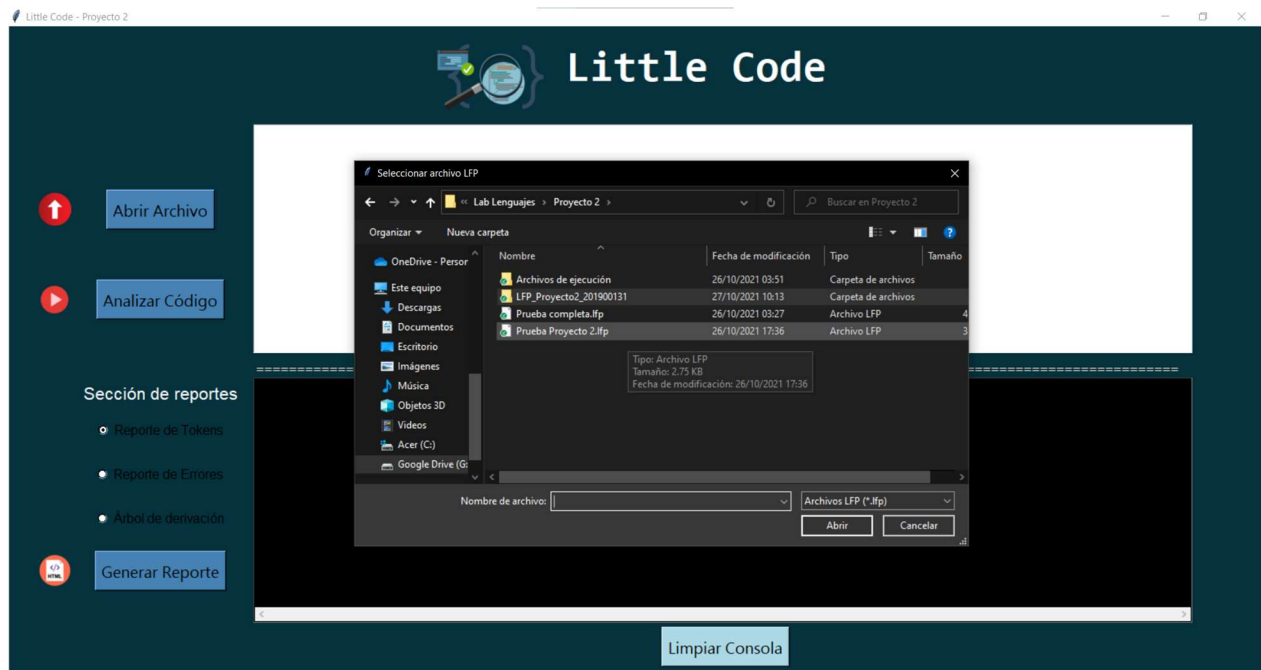 Little Code - Proyecto 2
Little Code
Abrir Archivo
Analizar Código
Sección de reportes
Reporte de Tokens
Reporte de Errores
Árbol de derivación
HTML
Generar Reporte
Seleccionar archivo LFP
« Lab Lenguajes › Proyecto 2 ›
Buscar en Proyecto 2
Organizar
Nueva carpeta
OneDrive - Person
Este equipo
Descargas
Documentos
Escritorio
Imágenes
Música
Objetos 3D
Videos
Acer (C:)
Google Drive (G:
Nombre Fecha de modificación Tipo Tamaño
Archivos de ejecución 26/10/2021 03:51 Carpeta de archivos
LFP_Proyecto2_201900131 27/10/2021 10:13 Carpeta de archivos
Prueba completa.lfp 26/10/2021 03:27 Archivo LFP 4
Prueba Proyecto 2.lfp 26/10/2021 17:36 Archivo LFP 3
Tipo: Archivo LFP
Tamaño: 2.75 KB
Fecha de modificación: 26/10/2021 17:36
Nombre de archivo:
Archivos LFP (*.lfp)
Abrir
Cancelar
Limpiar Consola